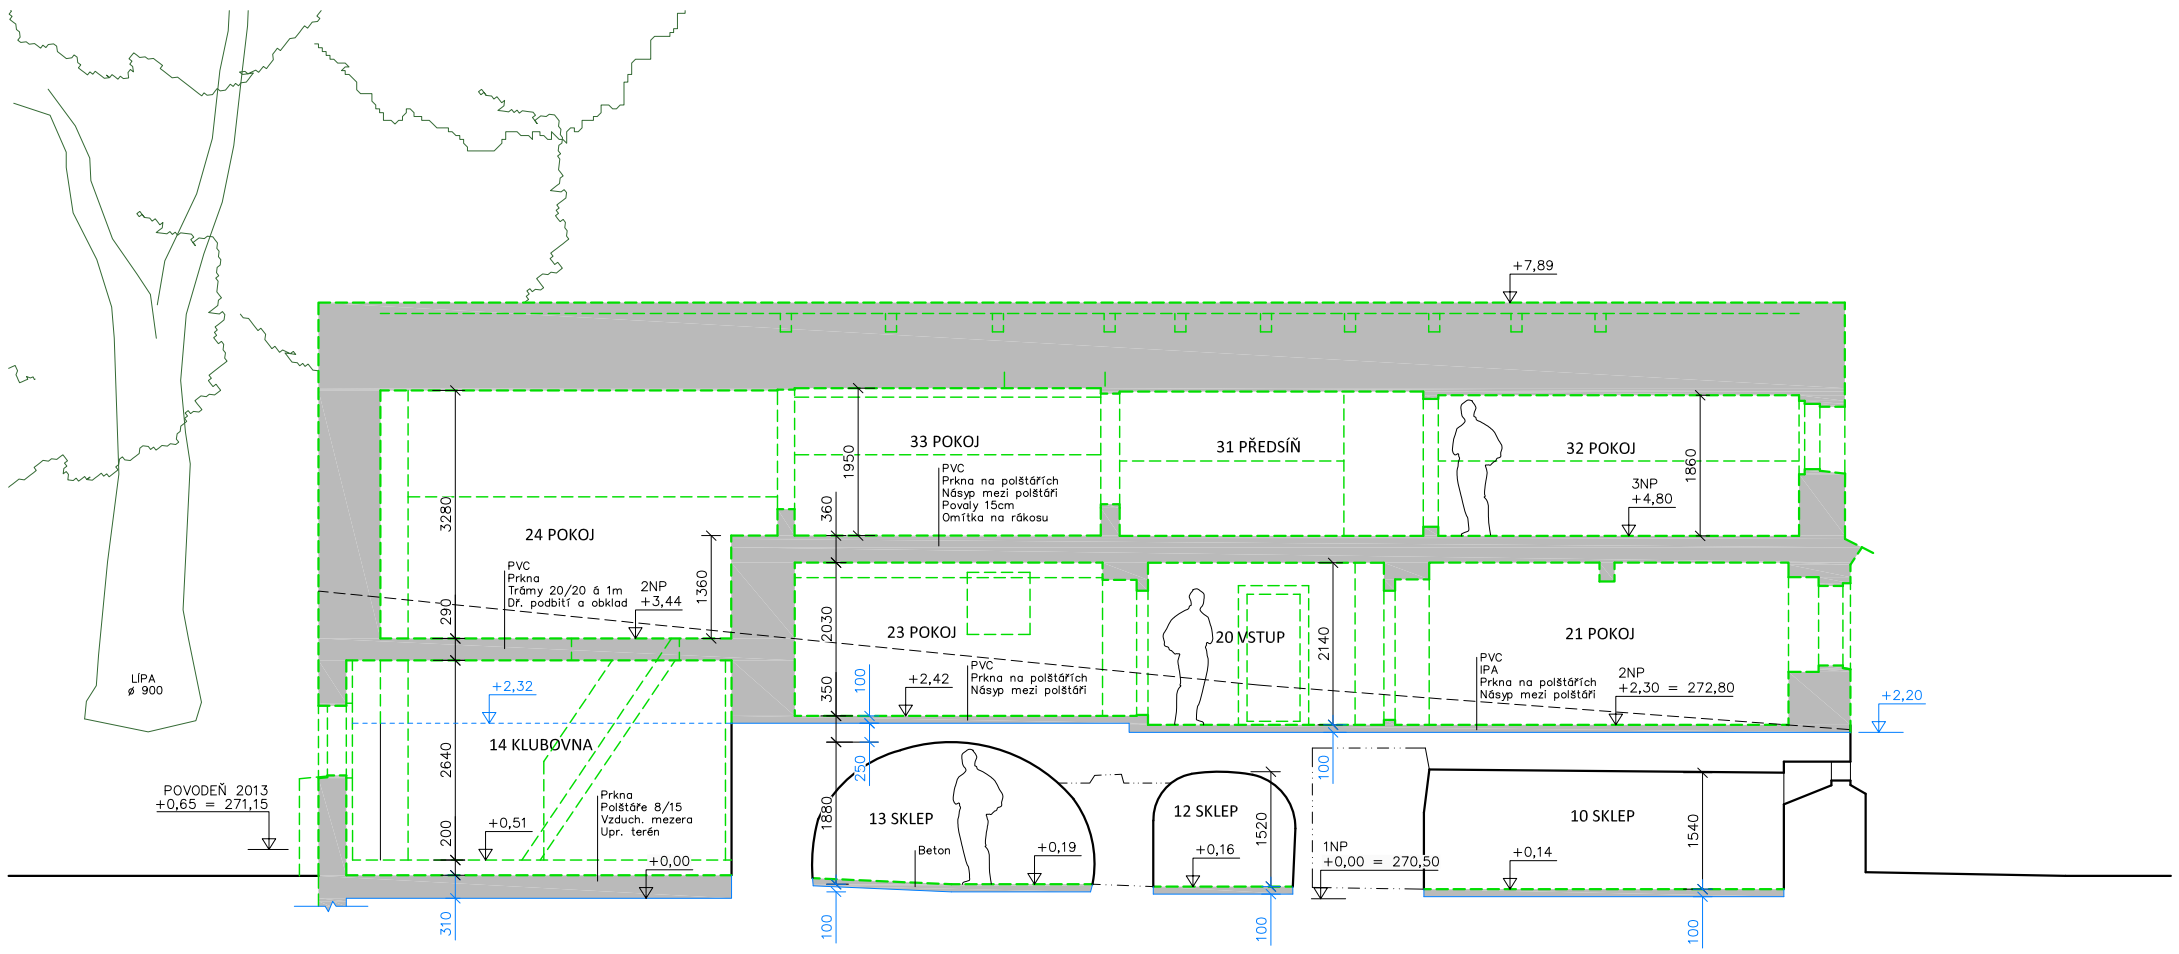 +7,89
33 POKOJ
31 PŘEDSÍŇ
32 POKOJ
1950
1860
PVC
Prkna na polštářích
Násyp mezi polštáři
Povaly 15cm
Omítka na rákosu
3NP
+4,80
3280
360
24 POKOJ
PVC
Prkna
Trámy 20/20 á 1m
Dř. podbití a obklad
2NP
+3,44
1360
290
2030
23 POKOJ
20 VSTUP
2140
21 POKOJ
LÍPA
ø 900
+2,32
350
100
+2,42
PVC
Prkna na polštářích
Násyp mezi polštáři
PVC
IPA
Prkna na polštářích
Násyp mezi polštáři
2NP
+2,30 = 272,80
+2,20
14 KLUBOVNA
2640
250
100
POVODEŇ 2013
+0,65 = 271,15
Prkna
Polštáře 8/15
Vzduch. mezera
Upr. terén
1880
13 SKLEP
12 SKLEP
10 SKLEP
1520
1540
200
+0,51
+0,00
Beton
+0,19
+0,16
1NP
+0,00 = 270,50
+0,14
310
100
100
100